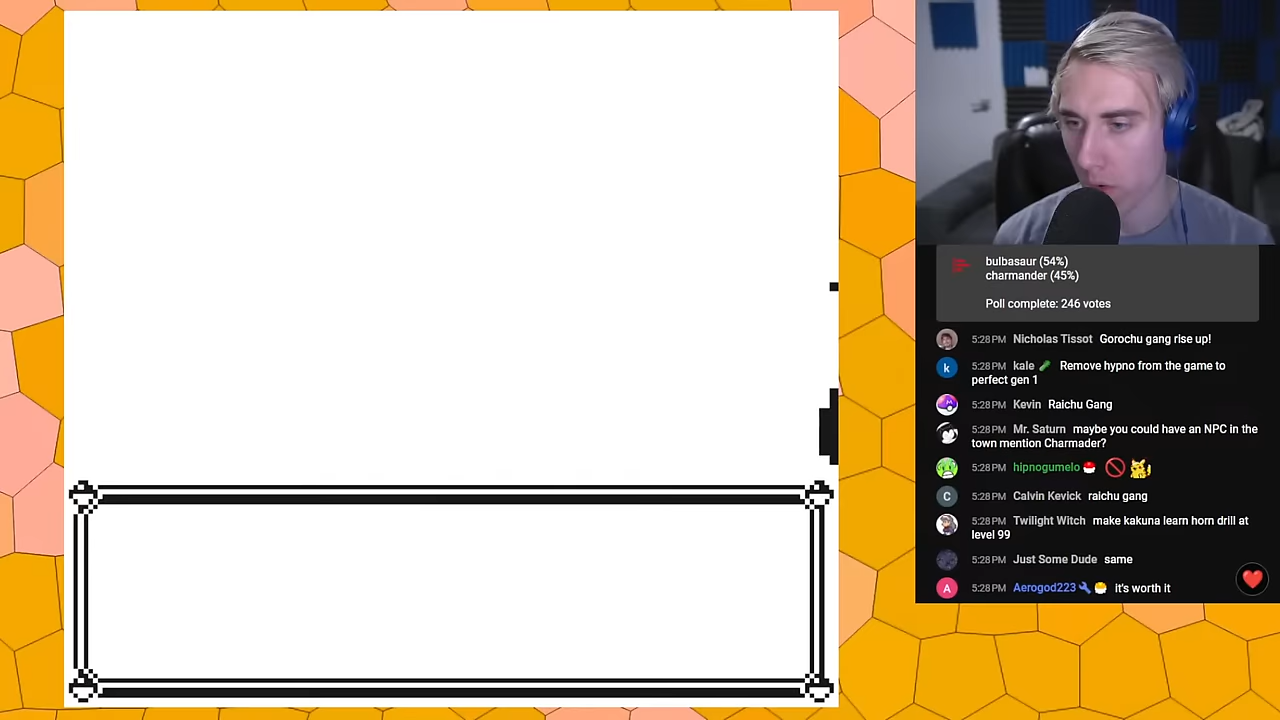 bulbasaur (54%)
charmander (45%)
Poll complete: 246 votes
5:28 PM Nicholas Tissot Gorochu gang rise up!
k 5:28 PM kale Remove hypno from the game to
perfect gen 1
5:28 PM Kevin Raichu Gang
5:28 PM Mr. Saturn maybe you could have an NPC in the
town mention Charmader?
5:28 PM hipnogumelo
C 5:28 PM Calvin Kevick raichu gang
5:28 PM Twilight Witch make kakuna learn horn drill at
level 99
5:28 PM Just Some Dude same
A 5:28 PM Aerogod223 it's worth it